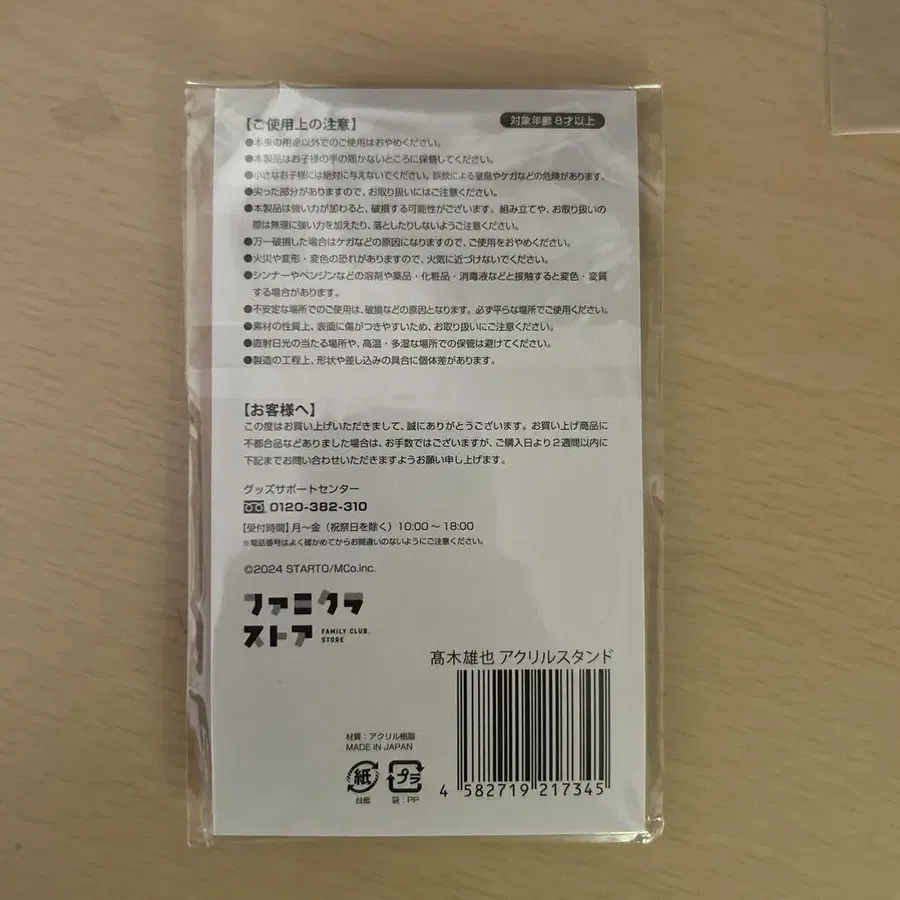 【ご使用上の注意】
対象年齢 8才以上
●本来の用途以外でのご使用はおやめください。
●本製品はお子様の手の届かないところに保管してください。
●小さなお子様には絶対に与えないでください。誤飲による窒息やケガなどの危険があります。
●尖った部分がありますので、お取り扱いにはご注意ください。
●本製品は強い力が加わると、破損する可能性がございます。組み立てや、お取り扱いの
際は無理に強い力を加えたり、落としたりしないようご注意ください。
●万一破損した場合はケガなどの原因になりますので、ご使用をおやめください。
●火災や変形・変色の恐れがありますので、火気に近づけないでください。
●シンナーやベンジンなどの溶剤や薬品・化粧品・消毒液などと接触すると変色・変質
する場合があります。
●不安定な場所でのご使用は、破損などの原因となります。必ず平らな場所でご使用ください。
●素材の性質上、表面に傷がつきやすいため、お取り扱いにご注意ください。
●直射日光の当たる場所や、高温・多湿な場所での保管は避けてください。
●製造の工程上、形状や差し込みの具合に個体差があります。
【お客様へ】
この度はお買い上げいただきまして、誠にありがとうございます。お買い上げ商品に
不都合品などありました場合は、お手数ではございますが、ご購入日より2週間以内に
下記までお問い合わせいただきますようお願い申し上げます。
グッズサポートセンター
0120-382-310
【受付時間】月〜金（祝祭日を除く）10:00〜18:00
※電話番号はよく確かめてからお間違いのないようにご注意ください。
©2024 STARTO/MCo.inc.
ファミクラ
ストア
FAMILY CLUB.
STORE
髙木雄也 アクリルスタンド
材質：アクリル樹脂
MADE IN JAPAN
紙
プラ
台紙
袋：PP
4 582719 217345